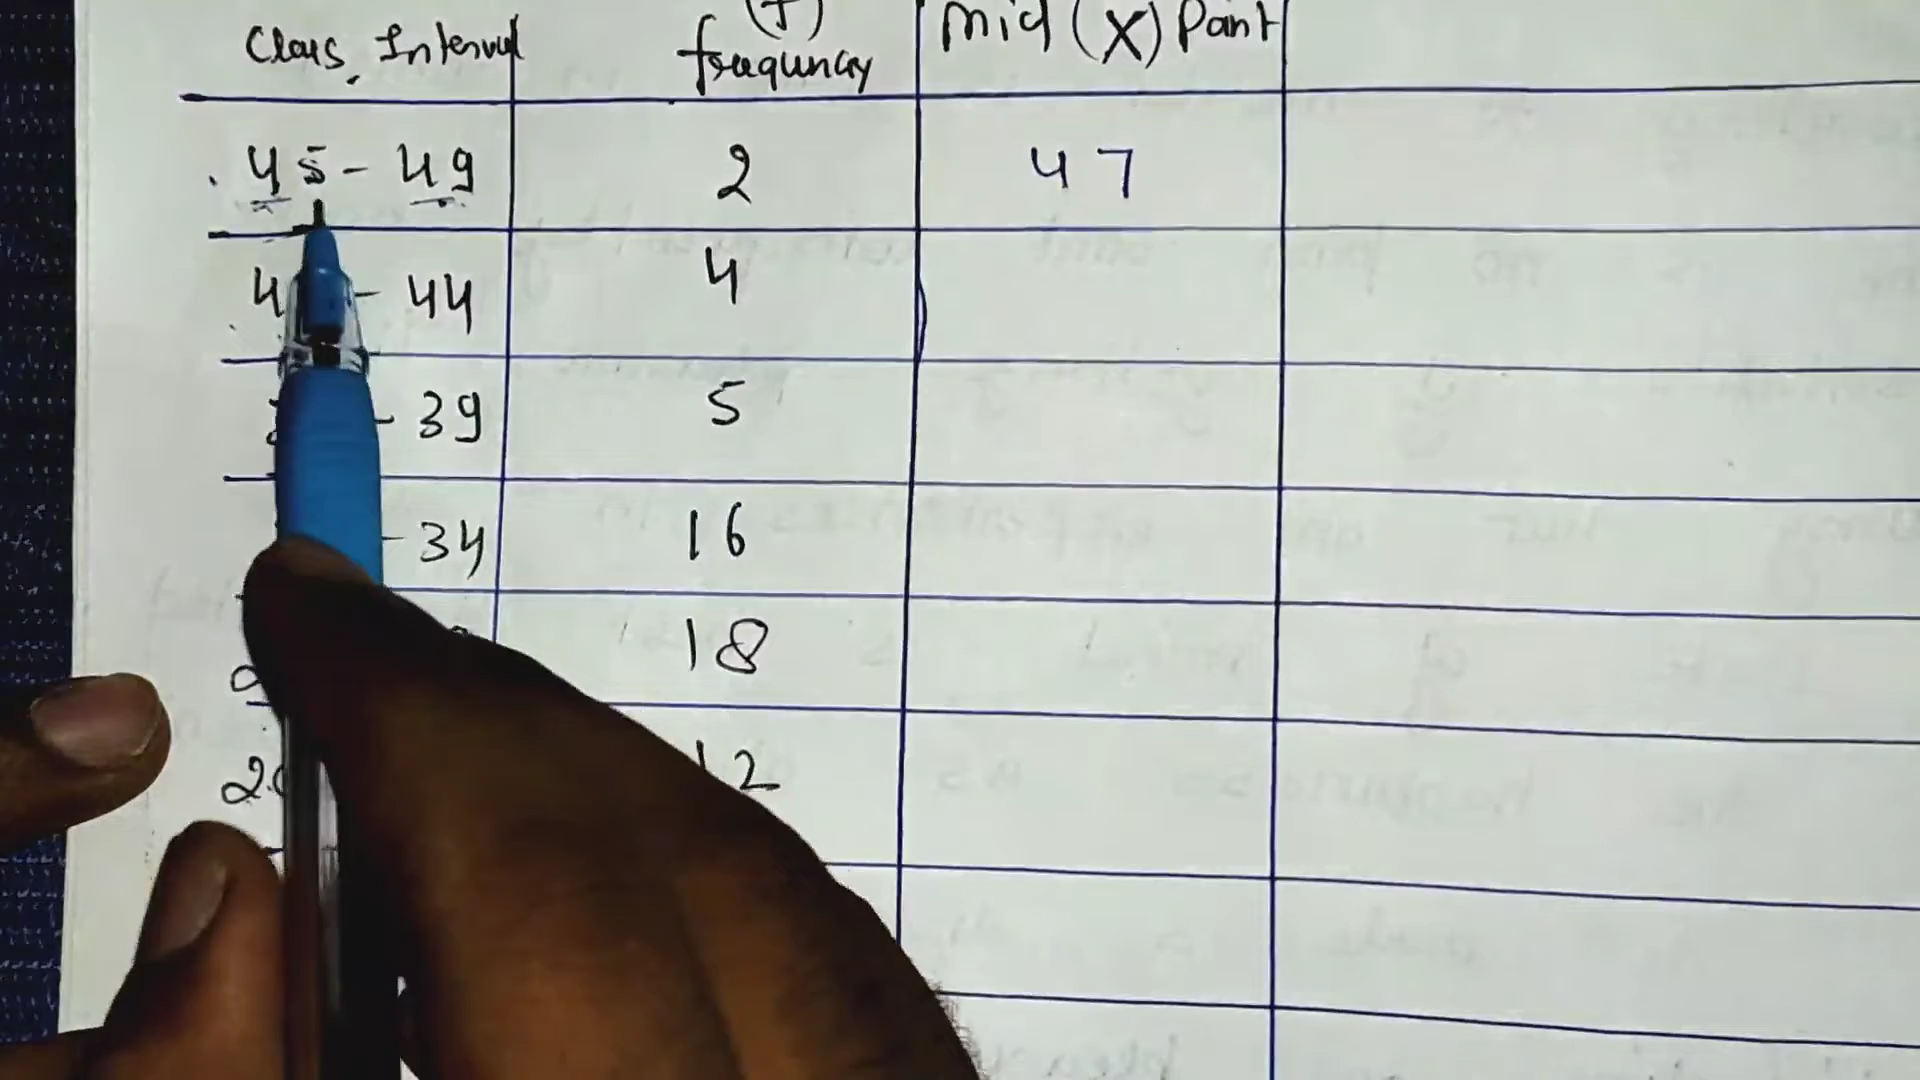 Class Interval (f) frequency mid (X) Point
45 - 49 2 47
- 44 4
- 39 5
- 34 16
18
12